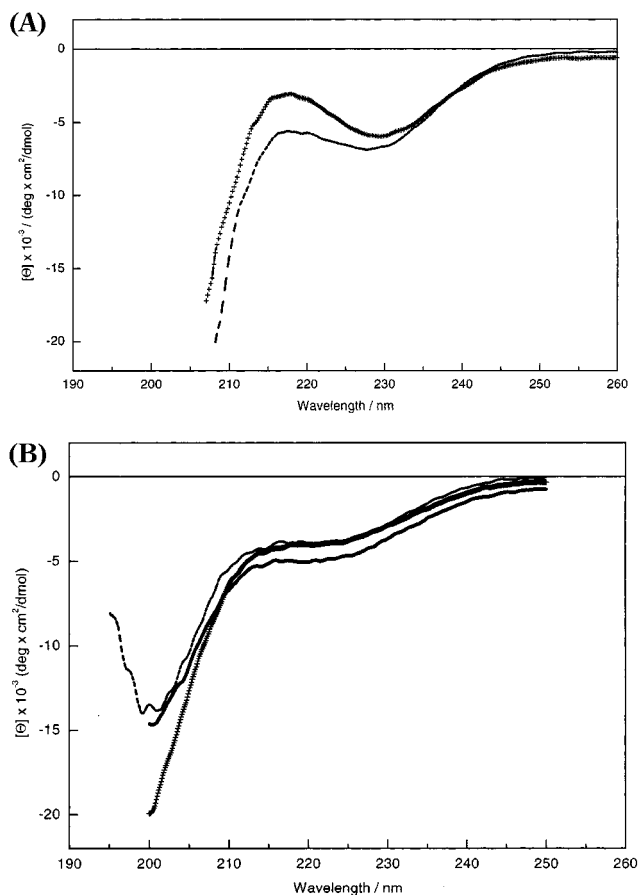 (A)
0
-5
-10
-15
-20
[Θ] x 10⁻³ / (deg x cm²/dmol)
190 200 210 220 230 240 250 260
Wavelength / nm
(B)
0
-5
-10
-15
-20
[Θ] x 10⁻³ (deg x cm²/dmol)
190 200 210 220 230 240 250 260
Wavelength / nm